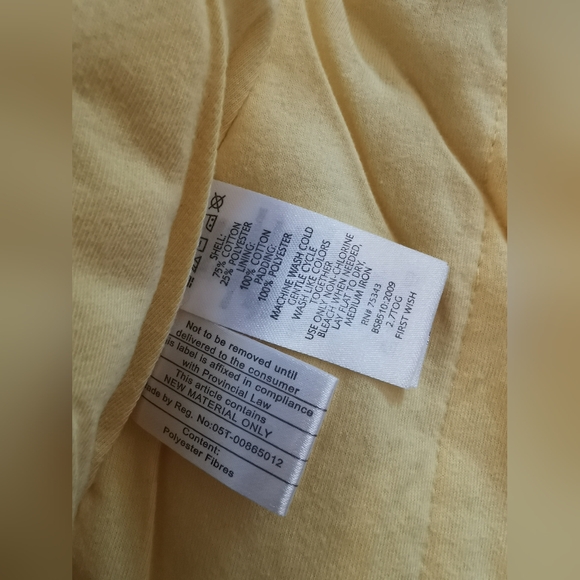 SHELL:
75% COTTON
25% POLYESTER
LINING:
100% COTTON
PADDING:
100% POLYESTER
MACHINE WASH COLD
GENTLE CYCLE
WASH LIKE COLORS
TOGETHER
USE ONLY NON-CHLORINE
BLEACH WHEN NEEDED,
LAY FLAT TO DRY,
MEDIUM IRON
RN# 75343
BS8510:2009
2.7TOG
FIRST WISH
Not to be removed until
delivered to the consumer
is label is affixed in compliance
with Provincial Law
This article contains
NEW MATERIAL ONLY
Made by Reg. No:05T-00865012
Content:
Polyester Fibres